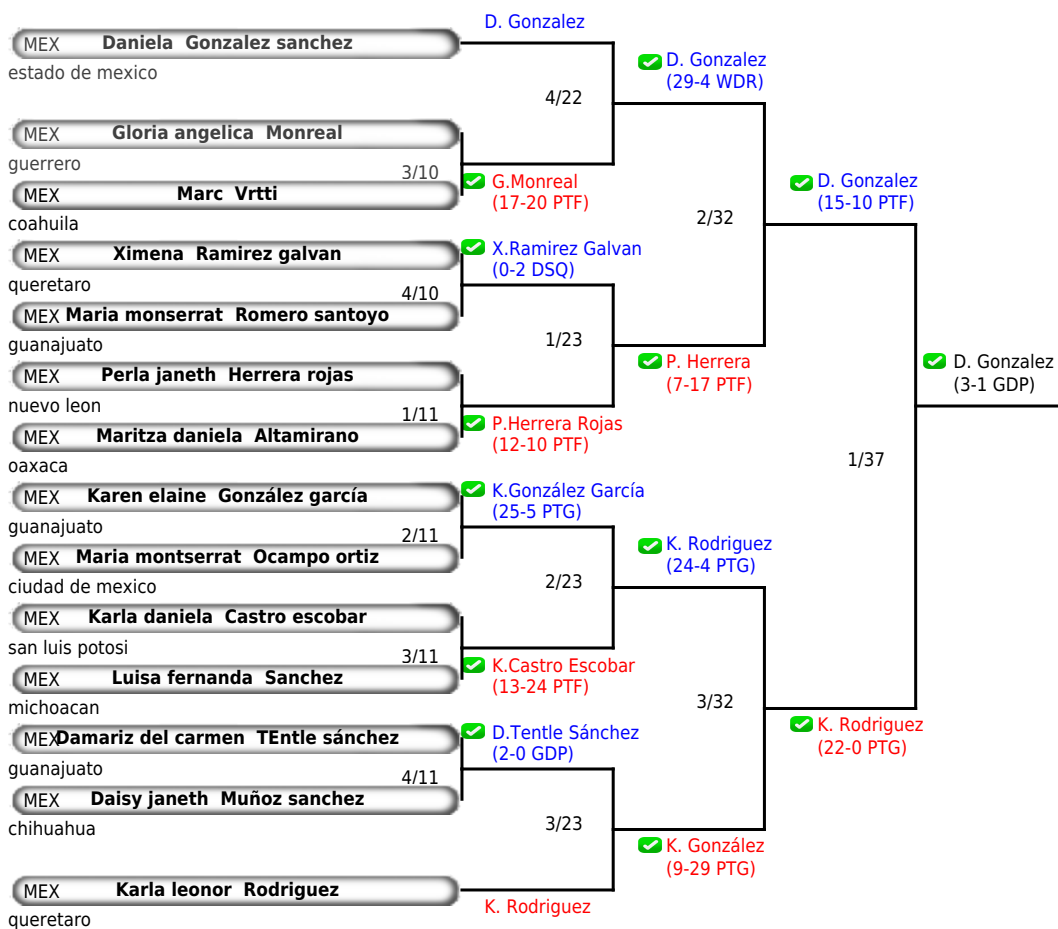 D. Gonzalez
MEX Daniela Gonzalez sanchez
estado de mexico
D. Gonzalez
(29-4 WDR)
4/22
MEX Gloria angelica Monreal
guerrero
3/10
G.Monreal
(17-20 PTF)
MEX Marc Vrtti
coahuila
D. Gonzalez
(15-10 PTF)
2/32
MEX Ximena Ramirez galvan
queretaro
X.Ramirez Galvan
(0-2 DSQ)
4/10
MEX Maria monserrat Romero santoyo
guanajuato
1/23
P. Herrera
(7-17 PTF)
D. Gonzalez
(3-1 GDP)
MEX Perla janeth Herrera rojas
nuevo leon
1/11
P.Herrera Rojas
(12-10 PTF)
MEX Maritza daniela Altamirano
oaxaca
1/37
MEX Karen elaine González garcía
guanajuato
K.González García
(25-5 PTG)
2/11
MEX Maria montserrat Ocampo ortiz
ciudad de mexico
K. Rodriguez
(24-4 PTG)
2/23
MEX Karla daniela Castro escobar
san luis potosi
3/11
K.Castro Escobar
(13-24 PTF)
MEX Luisa fernanda Sanchez
michoacan
3/32
K. Rodriguez
(22-0 PTG)
MEX Damariz del carmen TEntle sánchez
guanajuato
D.Tentle Sánchez
(2-0 GDP)
4/11
MEX Daisy janeth Muñoz sanchez
chihuahua
3/23
K. González
(9-29 PTG)
MEX Karla leonor Rodriguez
queretaro
K. Rodriguez